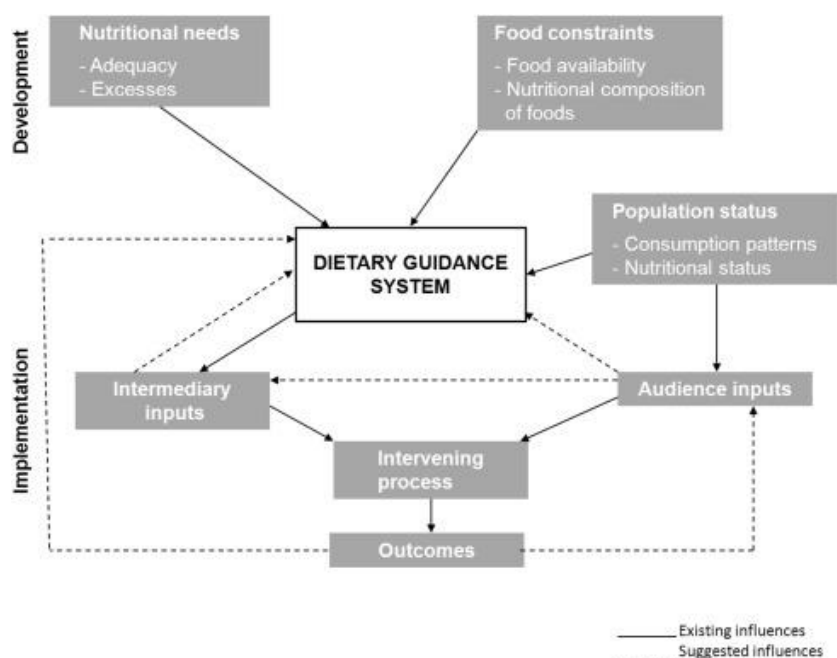 Nutritional needs
- Adequacy
- Excesses
Food constraints
- Food availability
- Nutritional composition
of foods
Development
Population status
- Consumption patterns
- Nutritional status
DIETARY GUIDANCE
SYSTEM
Implementation
Intermediary
inputs
Audience inputs
Intervening
process
Outcomes
Existing influences
Suggested influences